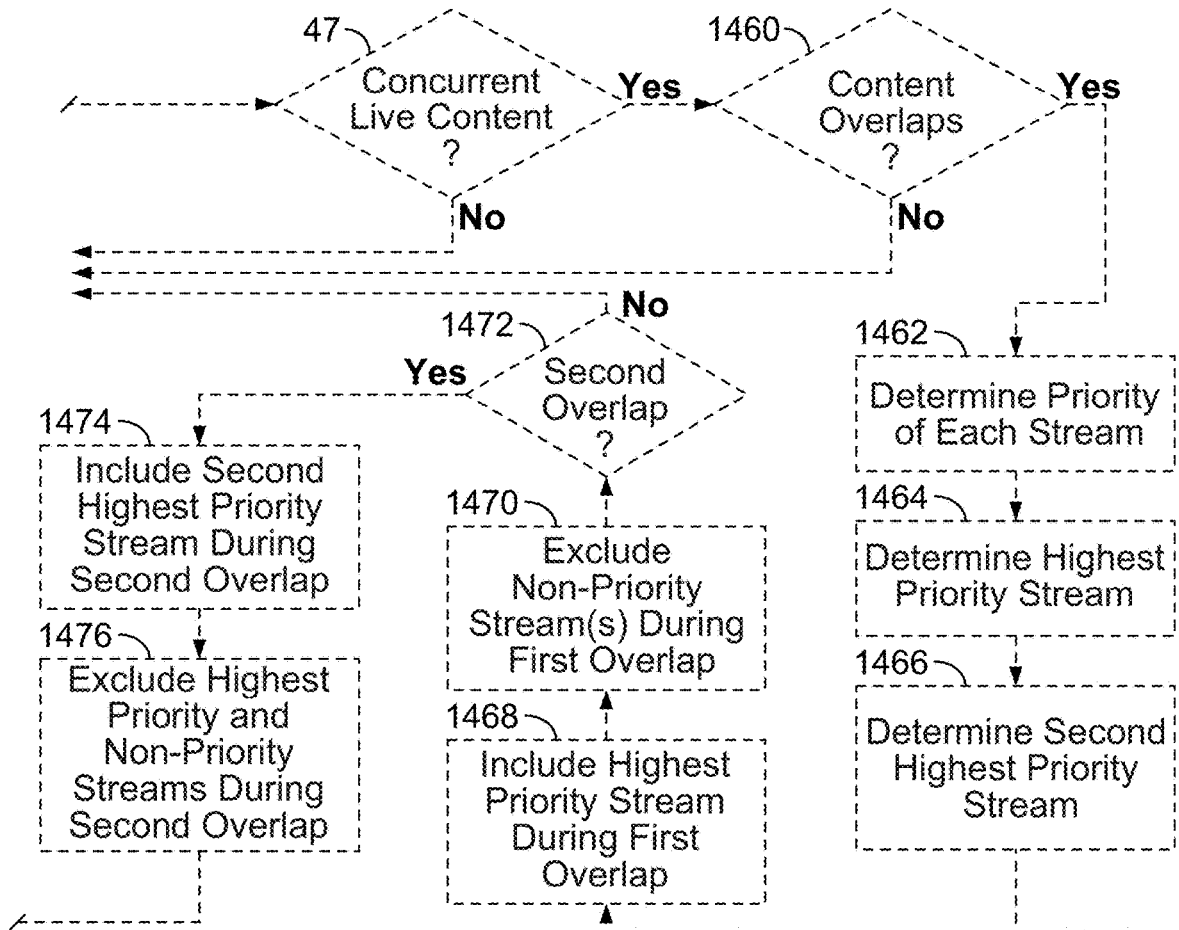 47
Concurrent
Live Content
?
Yes
No
1460
Content
Overlaps
?
Yes
No
1462
Determine Priority
of Each Stream
1464
Determine Highest
Priority Stream
1466
Determine Second
Highest Priority
Stream
1468
Include Highest
Priority Stream
During First
Overlap
1470
Exclude
Non-Priority
Stream(s) During
First Overlap
1472
Second
Overlap
?
No
Yes
1474
Include Second
Highest Priority
Stream During
Second Overlap
1476
Exclude Highest
Priority and
Non-Priority
Streams During
Second Overlap